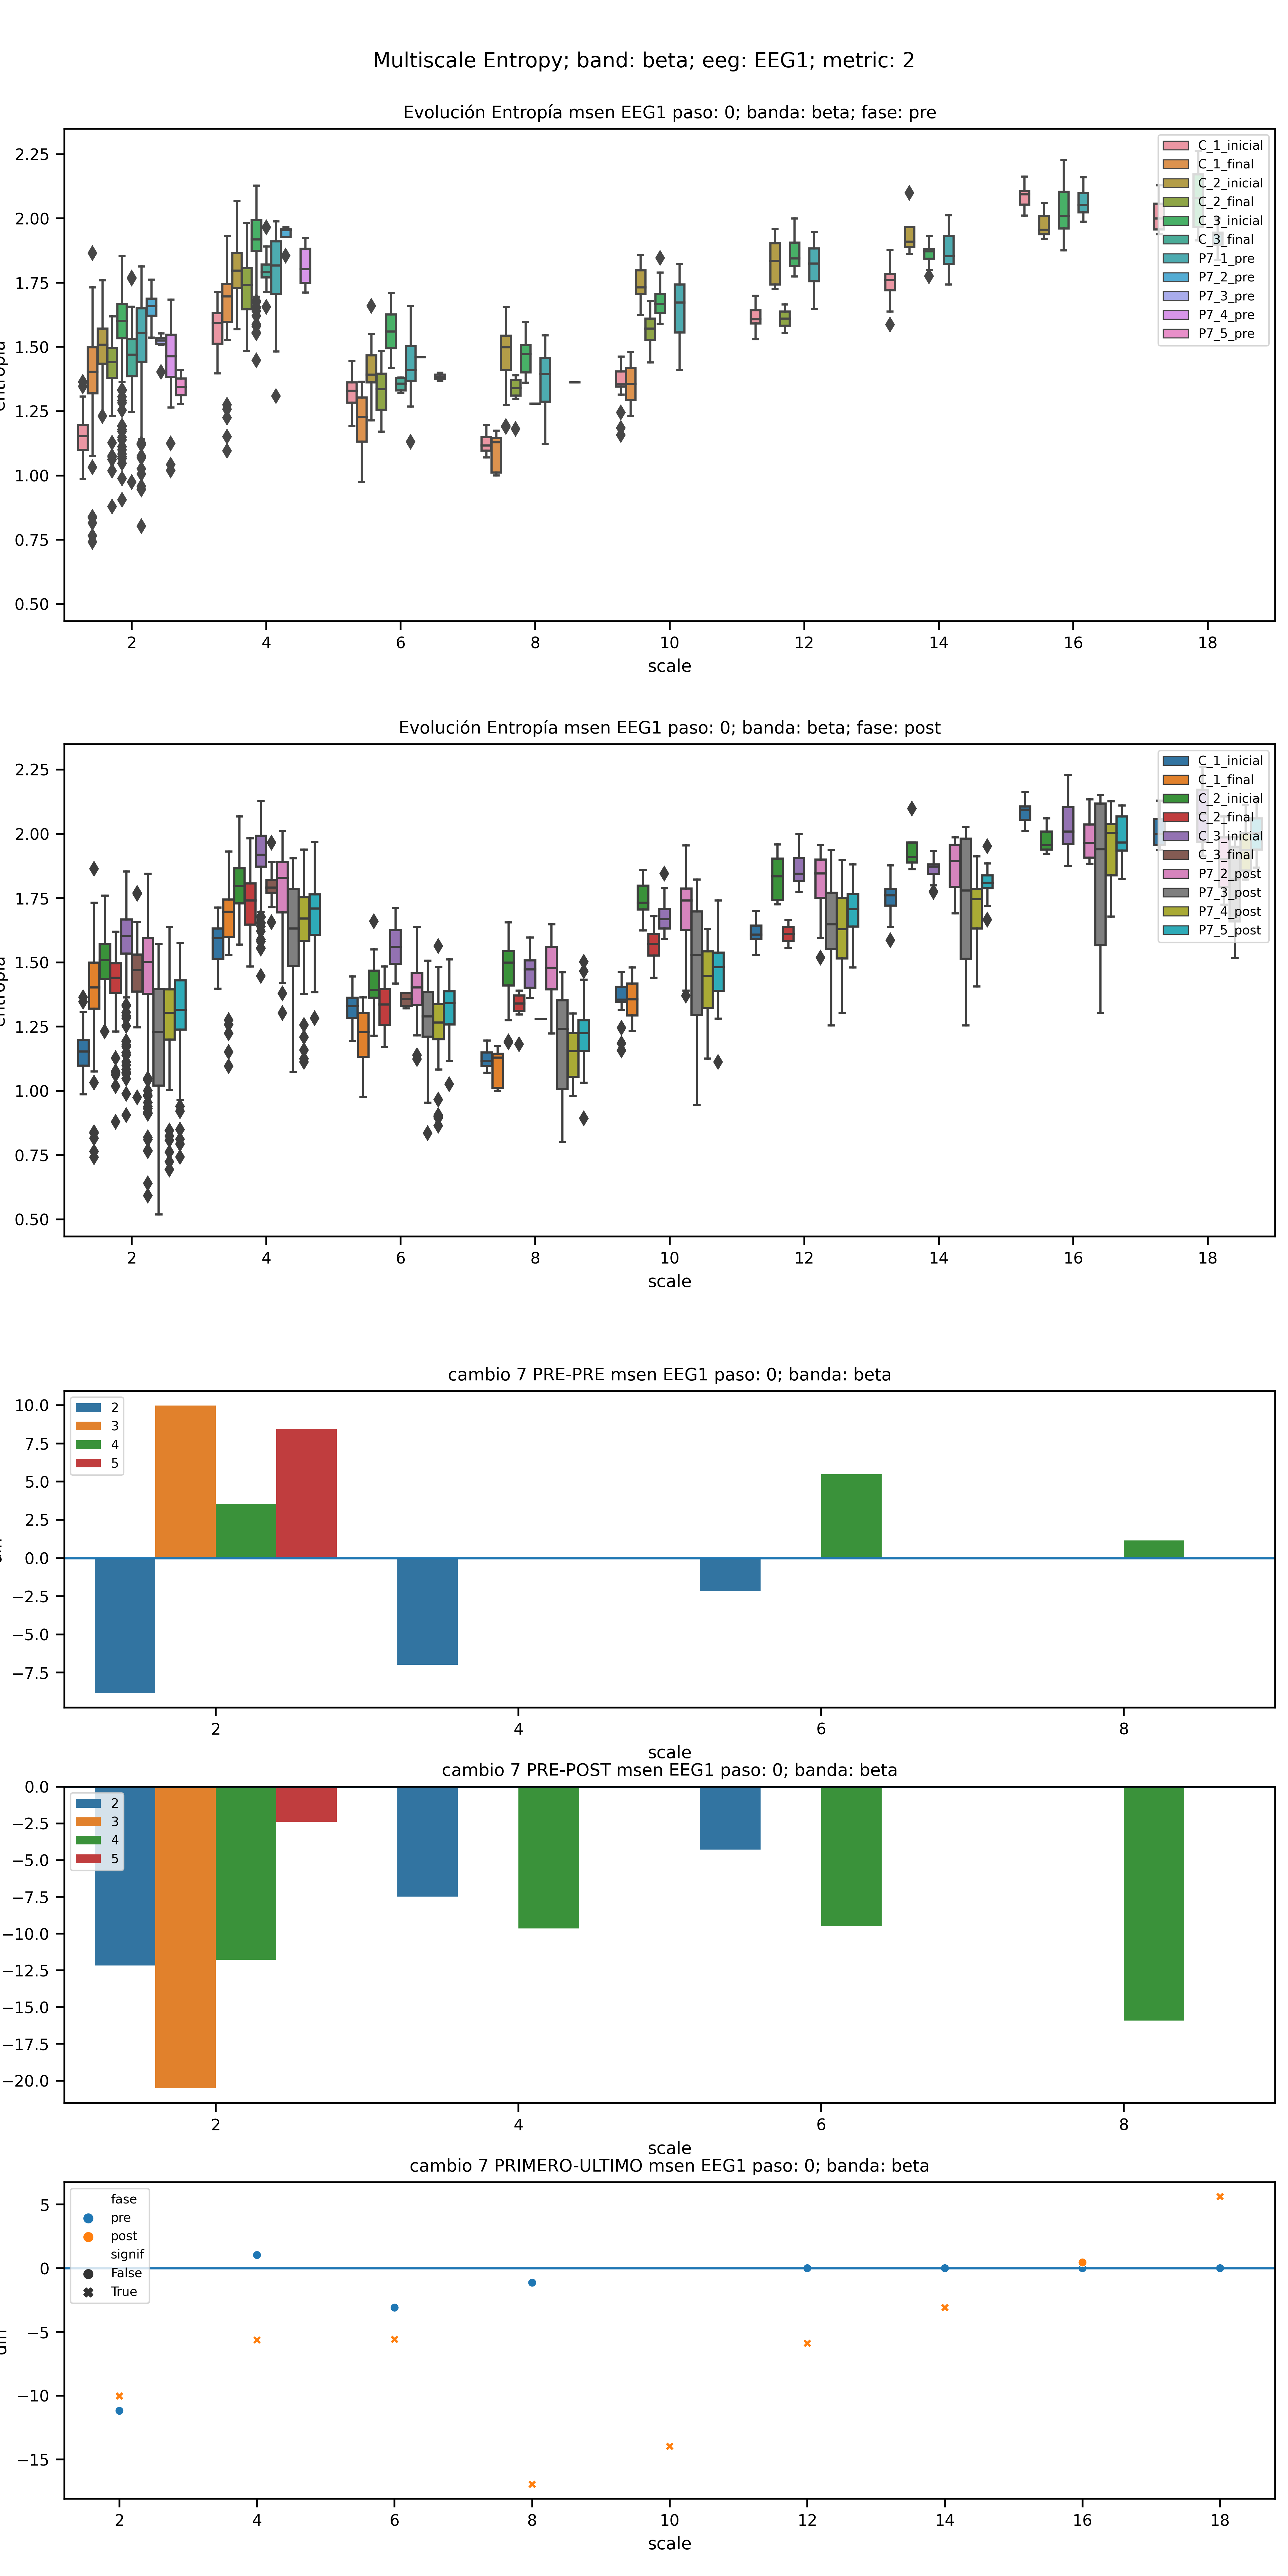 Multiscale Entropy; band: beta; eeg: EEG1; metric: 2
Evolución Entropía msen EEG1 paso: 0; banda: beta; fase: pre
2.25
2.00
1.75
1.50
1.25
1.00
0.75
0.50
C_1_inicial
C_1_final
C_2_inicial
C_2_final
C_3_inicial
C_3_final
P7_1_pre
P7_2_pre
P7_3_pre
P7_4_pre
P7_5_pre
2 4 6 8 10 12 14 16 18
scale
Evolución Entropía msen EEG1 paso: 0; banda: beta; fase: post
2.25
2.00
1.75
1.50
1.25
1.00
0.75
0.50
C_1_inicial
C_1_final
C_2_inicial
C_2_final
C_3_inicial
C_3_final
P7_2_post
P7_3_post
P7_4_post
P7_5_post
2 4 6 8 10 12 14 16 18
scale
cambio 7 PRE-PRE msen EEG1 paso: 0; banda: beta
10.0
7.5
5.0
2.5
0.0
−2.5
−5.0
−7.5
2
3
4
5
2 4 6 8
scale
cambio 7 PRE-POST msen EEG1 paso: 0; banda: beta
0.0
−2.5
−5.0
−7.5
−10.0
−12.5
−15.0
−17.5
−20.0
2
3
4
5
2 4 6 8
scale
cambio 7 PRIMERO-ULTIMO msen EEG1 paso: 0; banda: beta
5
0
−5
−10
−15
fase
pre
post
signif
False
True
2 4 6 8 10 12 14 16 18
scale